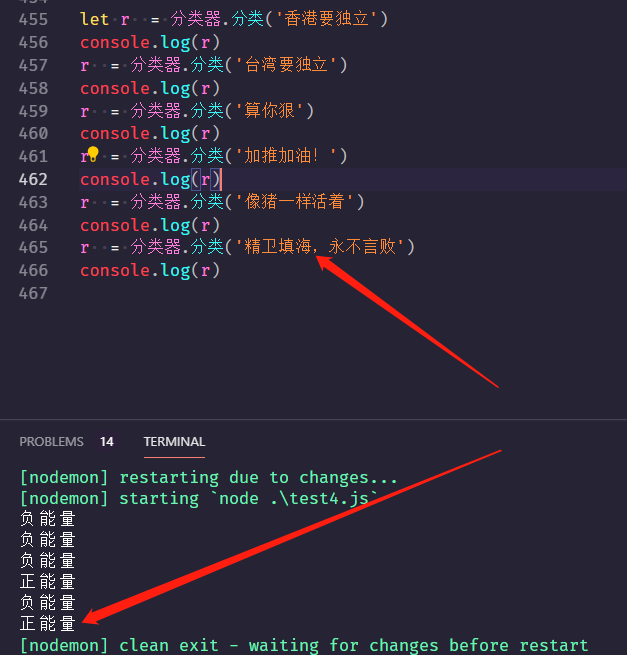 455 let r = 分类器.分类('香港要独立')
456 console.log(r)
457 r = 分类器.分类('台湾要独立')
458 console.log(r)
459 r = 分类器.分类('算你狠')
460 console.log(r)
461 r = 分类器.分类('加推加油！')
462 console.log(r)
463 r = 分类器.分类('像猪一样活着')
464 console.log(r)
465 r = 分类器.分类('精卫填海，永不言败')
466 console.log(r)
467
PROBLEMS 14 TERMINAL
[nodemon] restarting due to changes...
[nodemon] starting `node .\test4.js`
负能量
负能量
负能量
正能量
负能量
正能量
[nodemon] clean exit - waiting for changes before restart